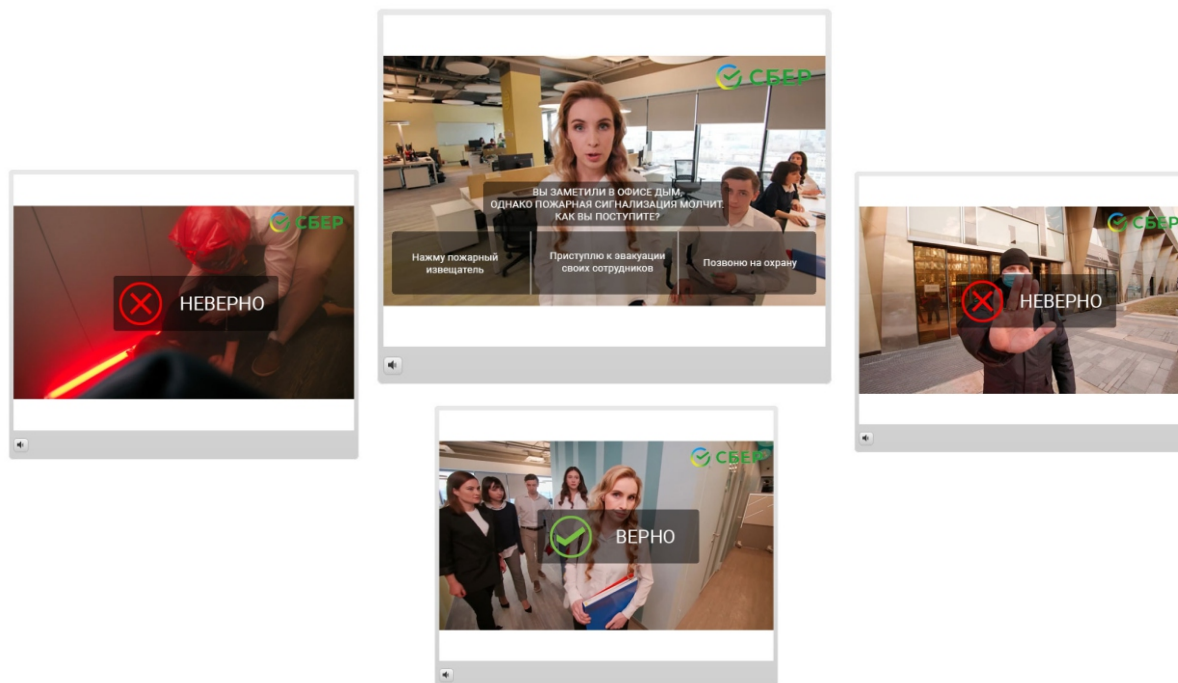 СБЕР
ВЫ ЗАМЕТИЛИ В ОФИСЕ ДЫМ,
ОДНАКО ПОЖАРНАЯ СИГНАЛИЗАЦИЯ МОЛЧИТ.
КАК ВЫ ПОСТУПИТЕ?
Нажму пожарный
извещатель
Приступлю к эвакуации
своих сотрудников
Позвоню на охрану
СБЕР
НЕВЕРНО
СБЕР
НЕВЕРНО
СБЕР
ВЕРНО